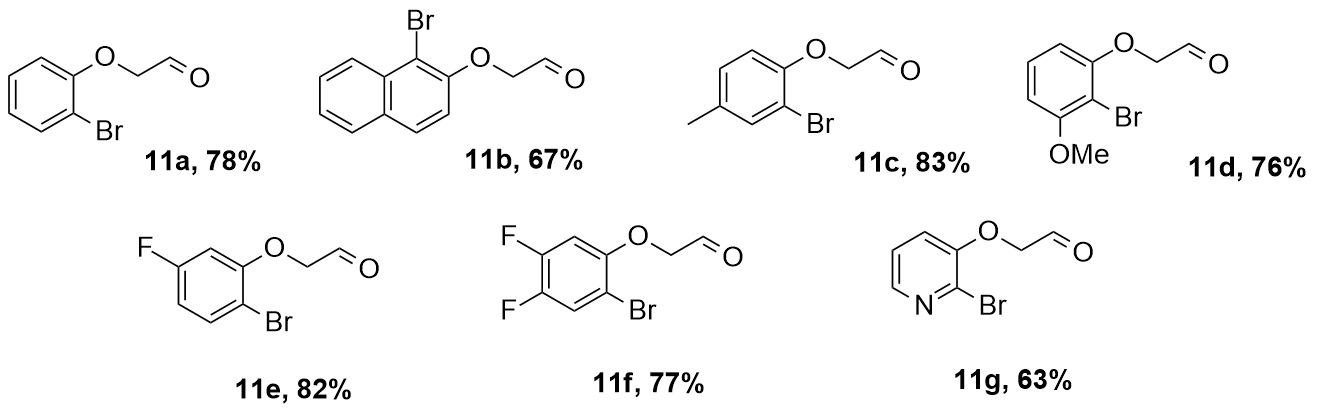 O
O
Br
11a, 78%
Br
O
O
11b, 67%
O
O
Br
11c, 83%
O
O
Br
OMe
11d, 76%
F
O
O
Br
11e, 82%
F
O
O
F
Br
11f, 77%
O
O
N
Br
11g, 63%